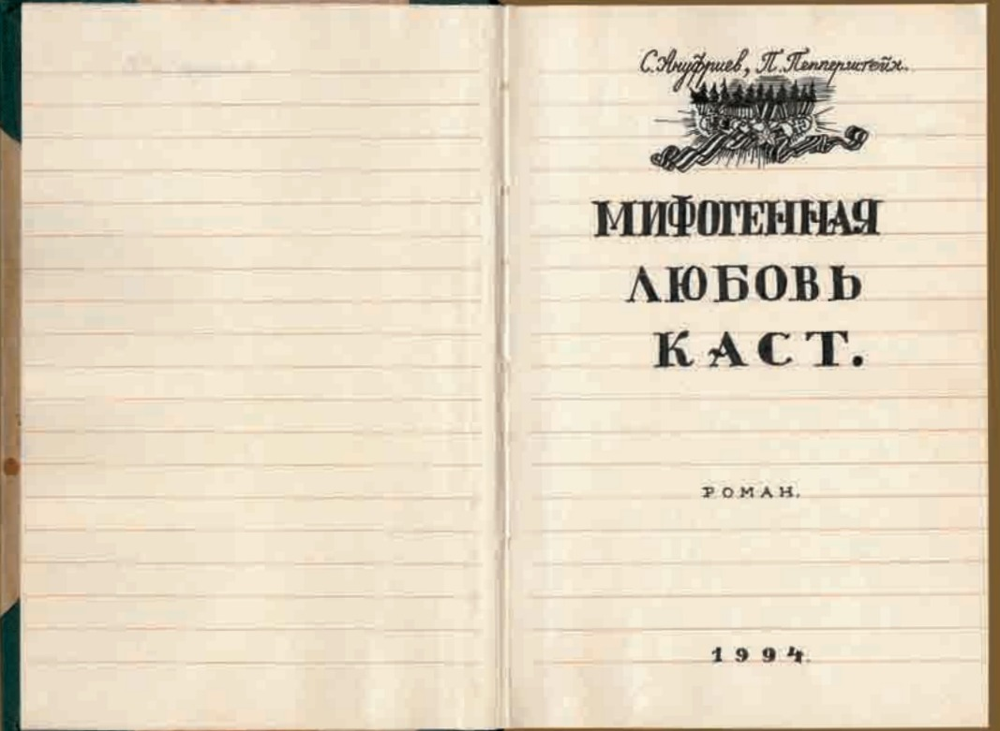 С. Ануфриев, П. Пепперштейн.
МИФОГЕННАЯ
ЛЮБОВЬ
КАСТ.
РОМАН.
1994.